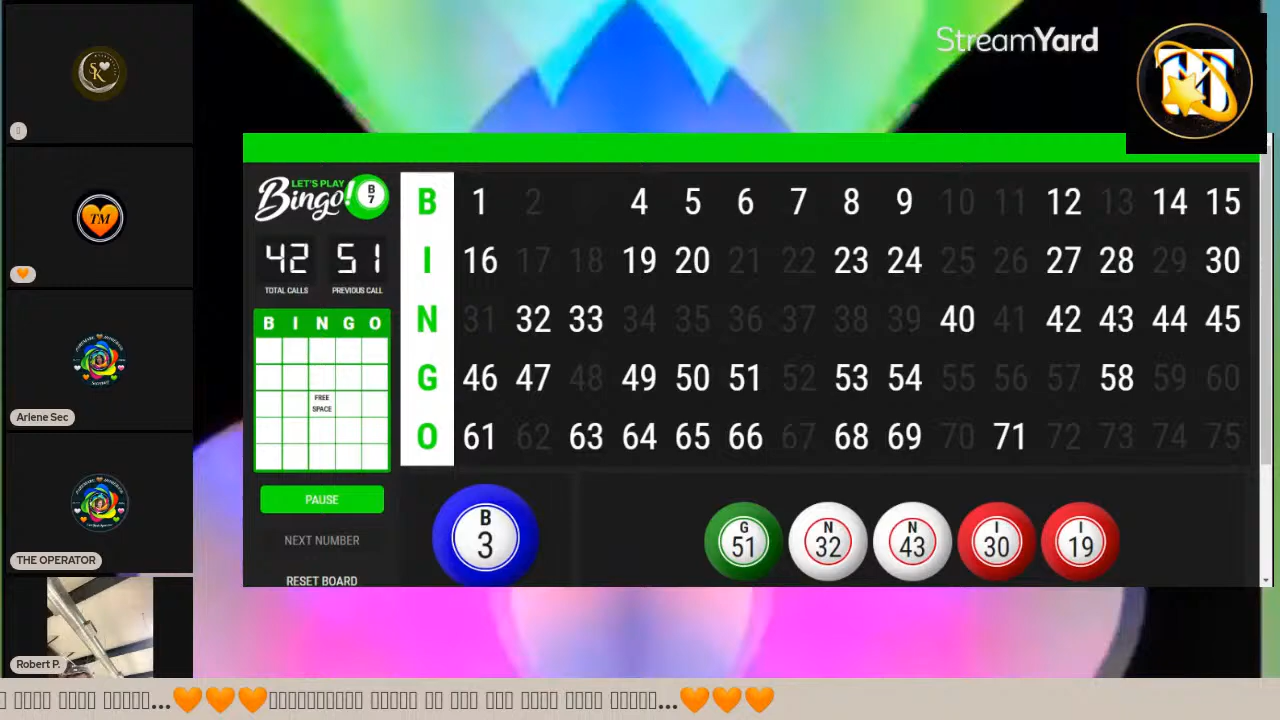 StreamYard
SK
TM
Arlene Sec
THE OPERATOR
Robert P.
LET'S PLAY
Bingo!
B
7
42 51
TOTAL CALLS PREVIOUS CALL
B I N G O
FREE
SPACE
PAUSE
NEXT NUMBER
RESET BOARD
B 1 2 4 5 6 7 8 9 10 11 12 13 14 15
I 16 17 18 19 20 21 22 23 24 25 26 27 28 29 30
N 31 32 33 34 35 36 37 38 39 40 41 42 43 44 45
G 46 47 48 49 50 51 52 53 54 55 56 57 58 59 60
O 61 62 63 64 65 66 67 68 69 70 71 72 73 74 75
B
3
G
51
N
32
N
43
I
30
I
19